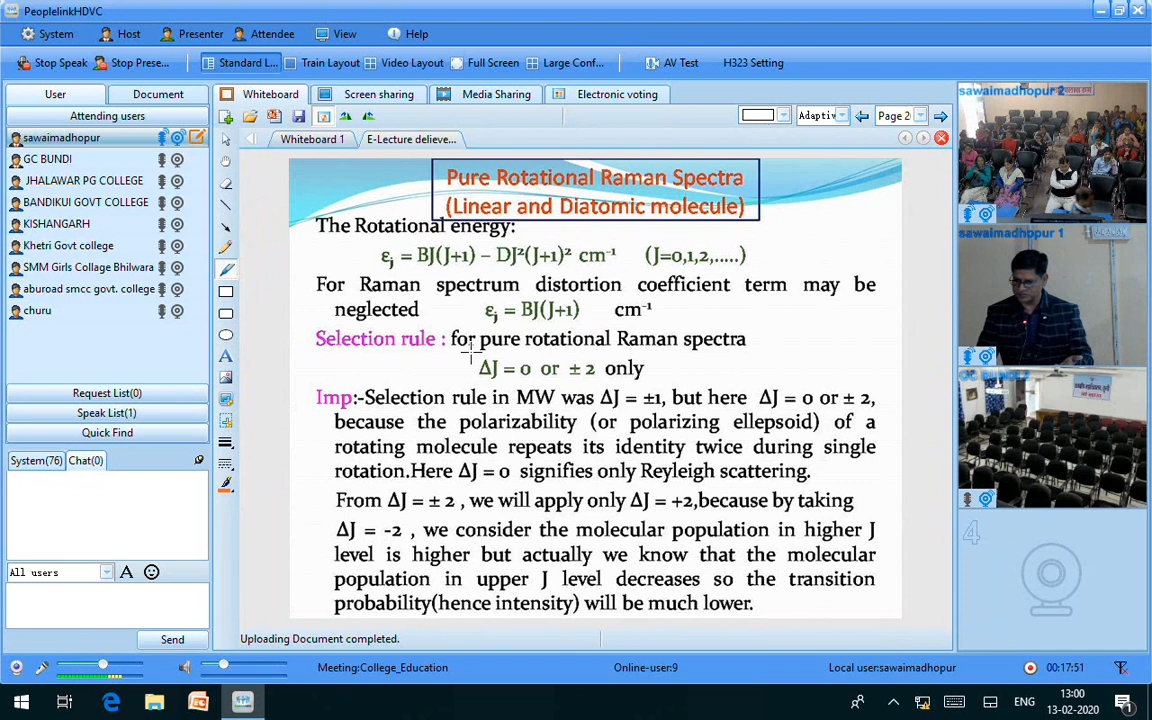 PeoplelinkHDVC
System Host Presenter Attendee View Help
Stop Speak Stop Prese... Standard L... Train Layout Video Layout Full Screen Large Conf... AV Test H323 Setting
User Document
Whiteboard Screen sharing Media Sharing Electronic voting
Attending users
Adaptiv Page 2
sawaimadhopur
GC BUNDI
JHALAWAR PG COLLEGE
BANDIKUI GOVT COLLEGE
KISHANGARH
Khetri Govt college
SMM Girls Collage Bhilwara
aburoad smcc govt. college
churu
Request List(0)
Speak List(1)
Quick Find
System(76) Chat(0)
All users
Send
Whiteboard 1 E-Lecture delieve...
Pure Rotational Raman Spectra
(Linear and Diatomic molecule)
The Rotational energy:
εj = BJ(J+1) – DJ²(J+1)² cm⁻¹ (J=0,1,2,.....)
For Raman spectrum distortion coefficient term may be
neglected εj = BJ(J+1) cm⁻¹
Selection rule : for pure rotational Raman spectra
ΔJ = 0 or ± 2 only
Imp:-Selection rule in MW was ΔJ = ±1, but here ΔJ = 0 or ± 2,
because the polarizability (or polarizing ellepsoid) of a
rotating molecule repeats its identity twice during single
rotation.Here ΔJ = 0 signifies only Reyleigh scattering.
From ΔJ = ± 2 , we will apply only ΔJ = +2,because by taking
ΔJ = -2 , we consider the molecular population in higher J
level is higher but actually we know that the molecular
population in upper J level decreases so the transition
probability(hence intensity) will be much lower.
Uploading Document completed.
sawaimadhopur 2
sawaimadhopur 1
GC BUNDI 3
4
Meeting:College_Education Online-user:9 Local user:sawaimadhopur 00:17:51
ENG
13:00
13-02-2020
1